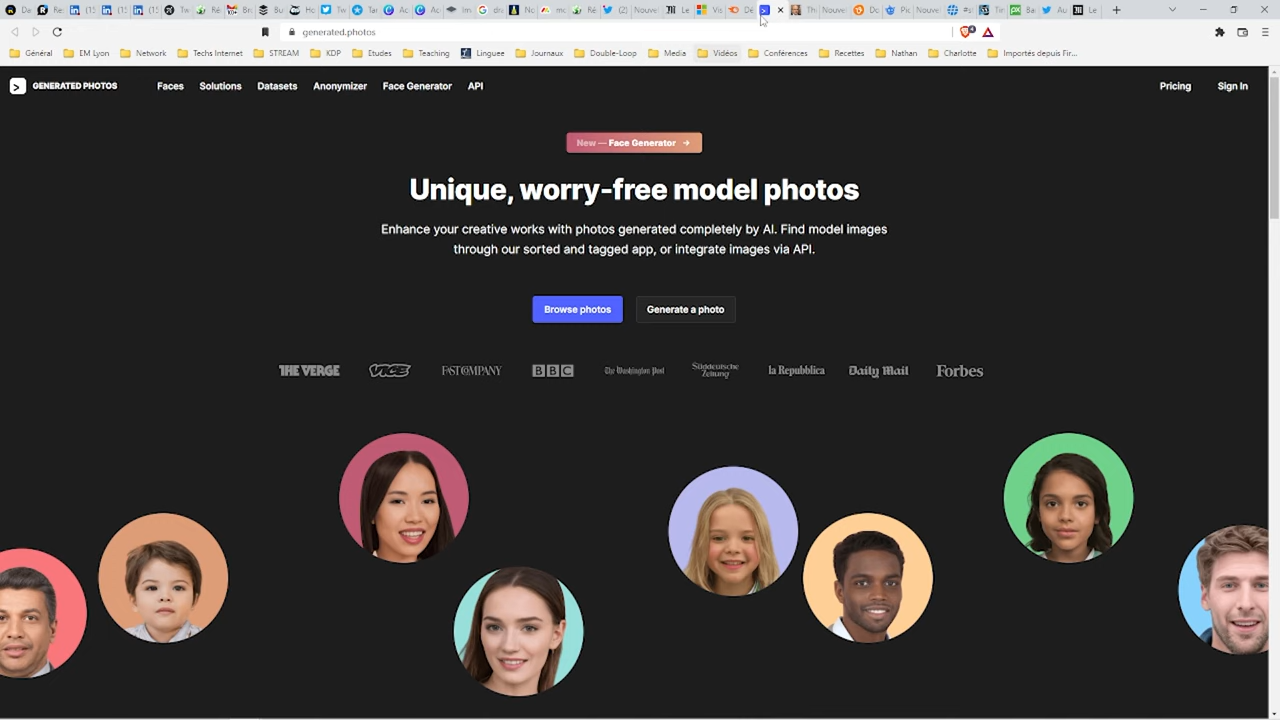 generated.photos
Général EM Lyon Network Techs Internet STREAM KDP Etudes Teaching Linguee Journaux Double-Loop Media Vidéos Conférences Recettes Nathan Charlotte Importés depuis Fir...
GENERATED PHOTOS Faces Solutions Datasets Anonymizer Face Generator API Pricing Sign In
New — Face Generator →
Unique, worry-free model photos
Enhance your creative works with photos generated completely by AI. Find model images
through our sorted and tagged app, or integrate images via API.
Browse photos Generate a photo
THE VERGE VICE FAST COMPANY BBC The Washington Post Süddeutsche Zeitung la Repubblica Daily Mail Forbes